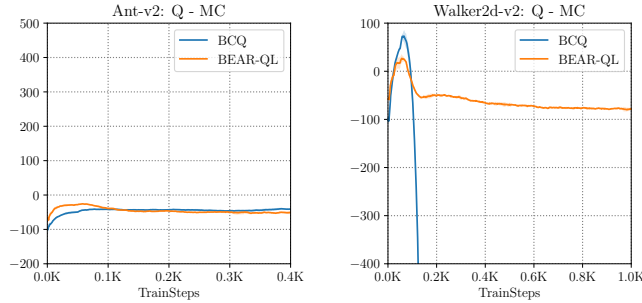 Ant-v2: Q - MC
500
400
300
200
100
0
−100
−200
0.0K 0.1K 0.2K 0.3K 0.4K
TrainSteps
BCQ
BEAR-QL
Walker2d-v2: Q - MC
100
0
−100
−200
−300
−400
0.0K 0.2K 0.4K 0.6K 0.8K 1.0K
TrainSteps
BCQ
BEAR-QL